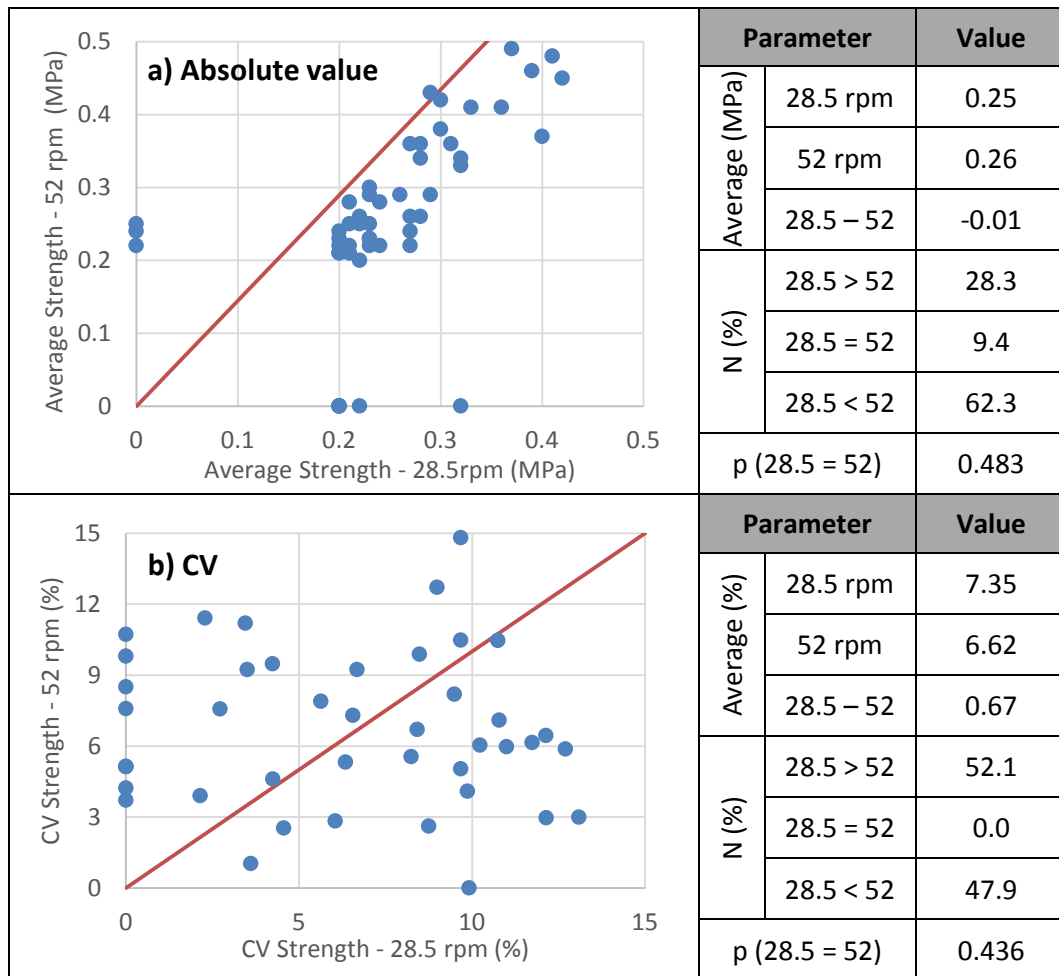 a) Absolute value
Average Strength - 52 rpm (MPa)
0.5
0.4
0.3
0.2
0.1
0
0 0.1 0.2 0.3 0.4 0.5
Average Strength - 28.5rpm (MPa)
Parameter Value
Average (MPa)
28.5 rpm 0.25
52 rpm 0.26
28.5 – 52 -0.01
N (%)
28.5 > 52 28.3
28.5 = 52 9.4
28.5 < 52 62.3
p (28.5 = 52) 0.483
b) CV
CV Strength - 52 rpm (%)
15
12
9
6
3
0
0 5 10 15
CV Strength - 28.5 rpm (%)
Parameter Value
Average (%)
28.5 rpm 7.35
52 rpm 6.62
28.5 – 52 0.67
N (%)
28.5 > 52 52.1
28.5 = 52 0.0
28.5 < 52 47.9
p (28.5 = 52) 0.436